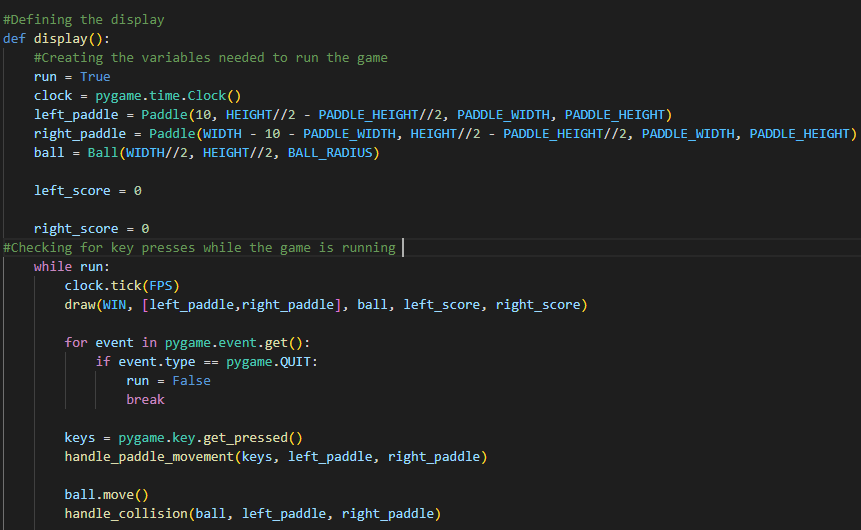 #Defining the display
def display():
    #Creating the variables needed to run the game
    run = True
    clock = pygame.time.Clock()
    left_paddle = Paddle(10, HEIGHT//2 - PADDLE_HEIGHT//2, PADDLE_WIDTH, PADDLE_HEIGHT)
    right_paddle = Paddle(WIDTH - 10 - PADDLE_WIDTH, HEIGHT//2 - PADDLE_HEIGHT//2, PADDLE_WIDTH, PADDLE_HEIGHT)
    ball = Ball(WIDTH//2, HEIGHT//2, BALL_RADIUS)

    left_score = 0

    right_score = 0
#Checking for key presses while the game is running
    while run:
        clock.tick(FPS)
        draw(WIN, [left_paddle,right_paddle], ball, left_score, right_score)

        for event in pygame.event.get():
            if event.type == pygame.QUIT:
                run = False
                break

        keys = pygame.key.get_pressed()
        handle_paddle_movement(keys, left_paddle, right_paddle)

        ball.move()
        handle_collision(ball, left_paddle, right_paddle)